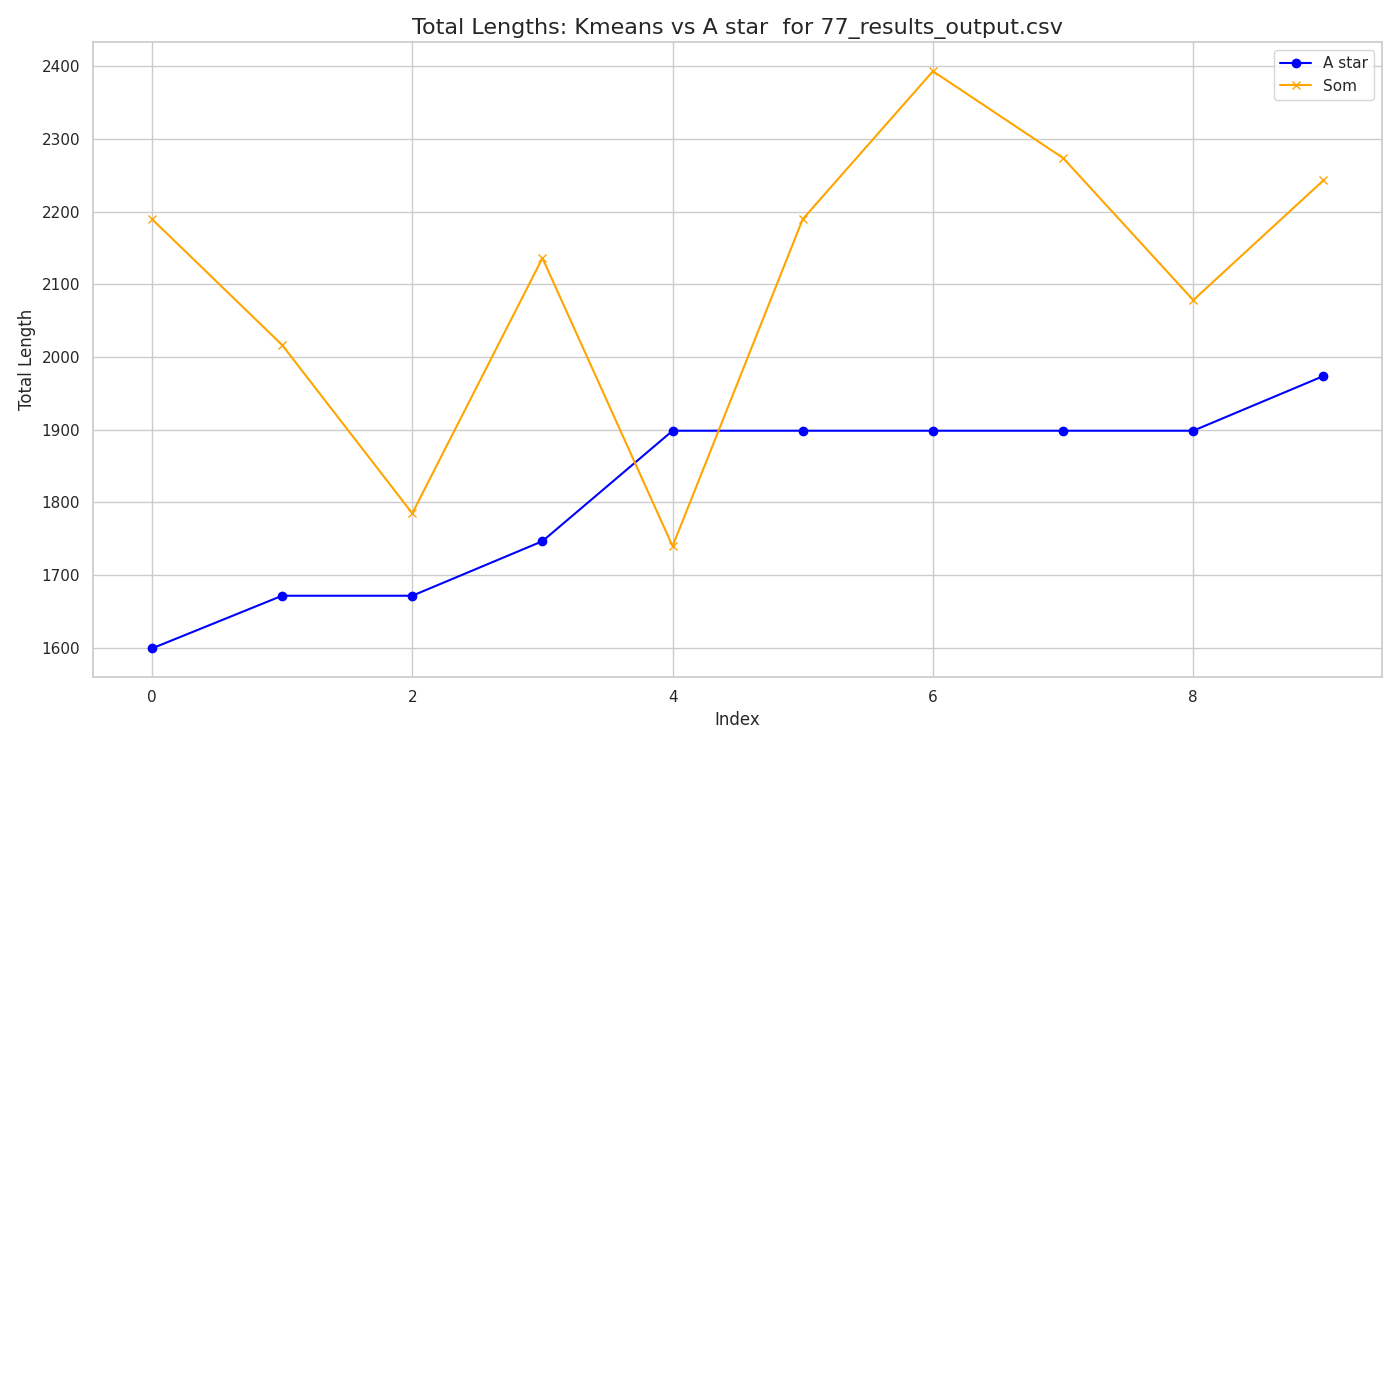 Total Lengths: Kmeans vs A star  for 77_results_output.csv
A star
Som
Total Length
2400
2300
2200
2100
2000
1900
1800
1700
1600
0 2 4 6 8
Index